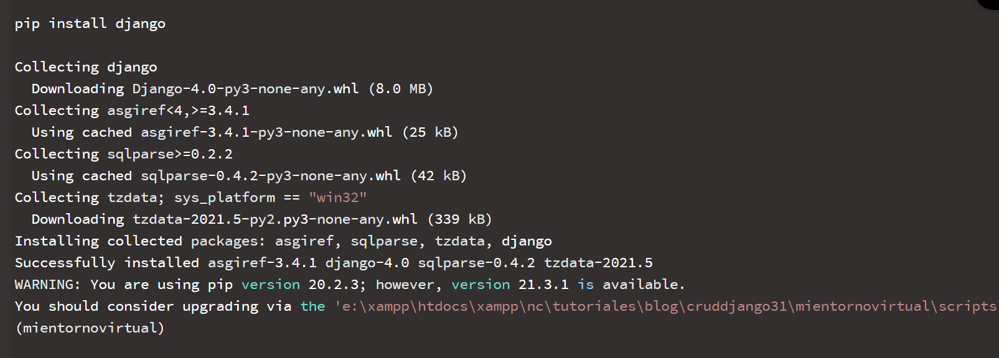 pip install django
Collecting django
Downloading Django-4.0-py3-none-any.whl (8.0 MB)
Collecting asgiref<4,>=3.4.1
Using cached asgiref-3.4.1-py3-none-any.whl (25 kB)
Collecting sqlparse>=0.2.2
Using cached sqlparse-0.4.2-py3-none-any.whl (42 kB)
Collecting tzdata; sys_platform == "win32"
Downloading tzdata-2021.5-py2.py3-none-any.whl (339 kB)
Installing collected packages: asgiref, sqlparse, tzdata, django
Successfully installed asgiref-3.4.1 django-4.0 sqlparse-0.4.2 tzdata-2021.5
WARNING: You are using pip version 20.2.3; however, version 21.3.1 is available.
You should consider upgrading via the 'e:\xampp\htdocs\xampp\nc\tutoriales\blog\cruddjango31\mientornovirtual\scripts\
(mientornovirtual)